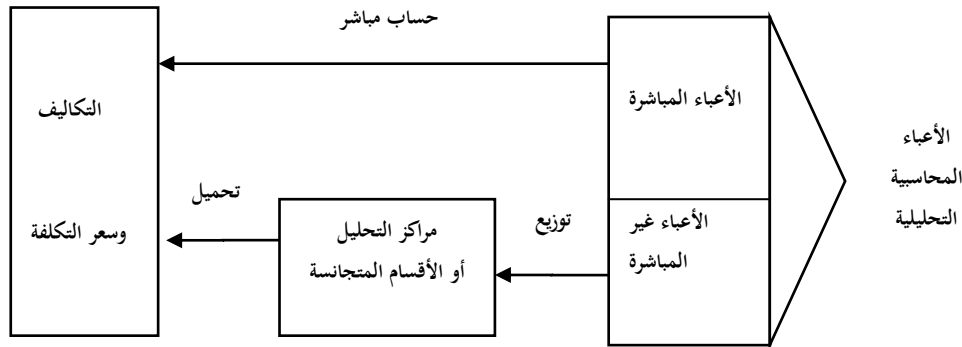 حساب مباشر
الأعباء المباشرة
الأعباء
المحاسبية
التحليلية
الأعباء غير
المباشرة
توزيع
مراكز التحليل
أو الأقسام المتجانسة
تحميل
التكاليف
وسعر التكلفة